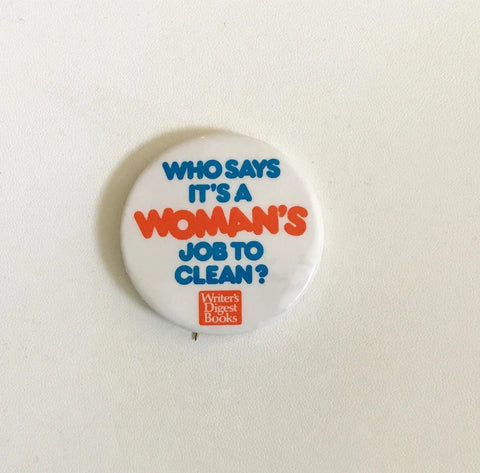 WHO SAYS
IT'S A
WOMAN'S
JOB TO
CLEAN?
Writer's
Digest
Books